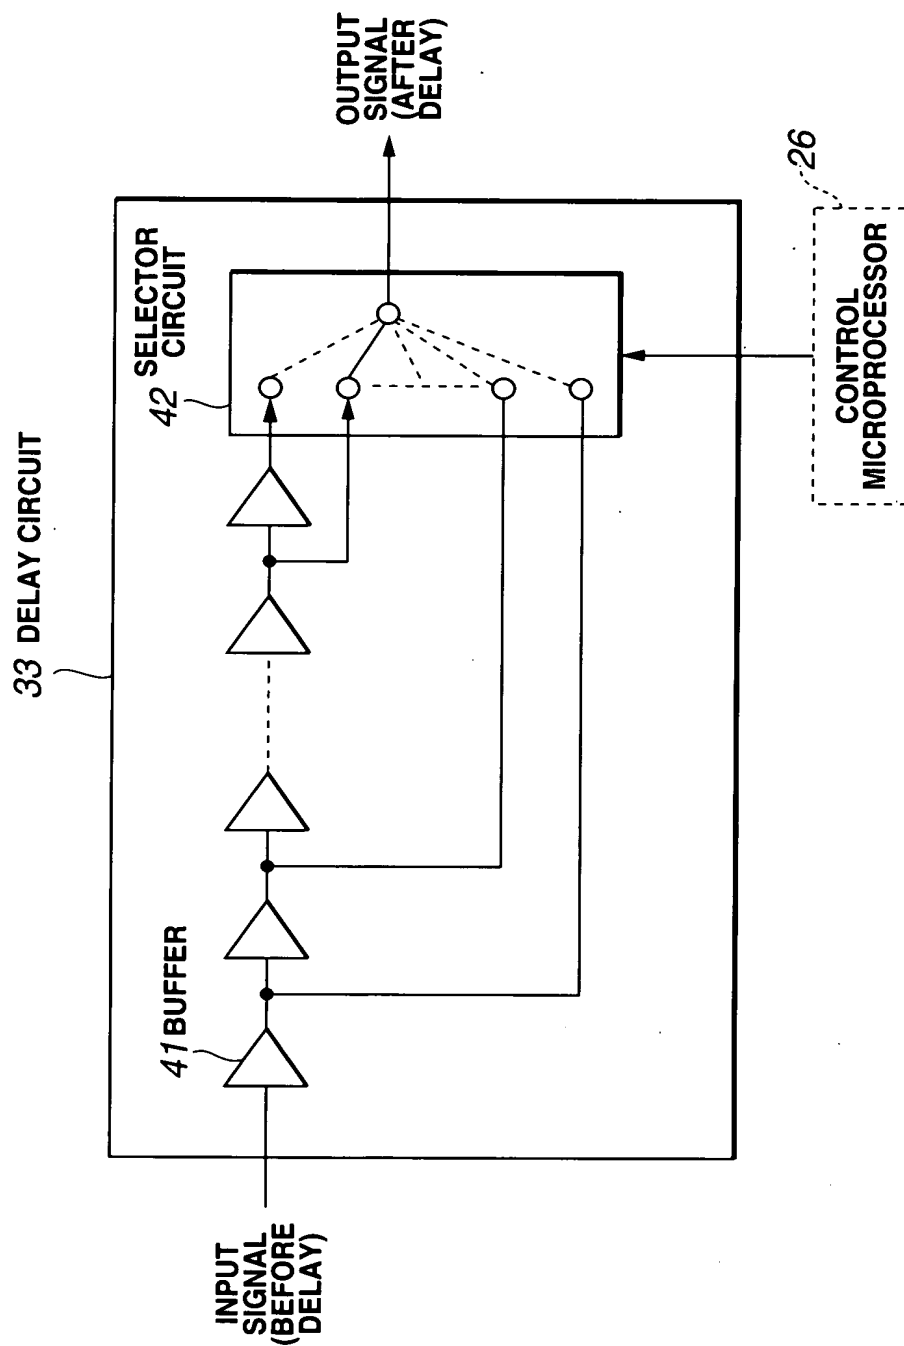 33 DELAY CIRCUIT
41 BUFFER
42 SELECTOR
CIRCUIT
INPUT
SIGNAL
(BEFORE
DELAY)
OUTPUT
SIGNAL
(AFTER
DELAY)
26
CONTROL
MICROPROCESSOR